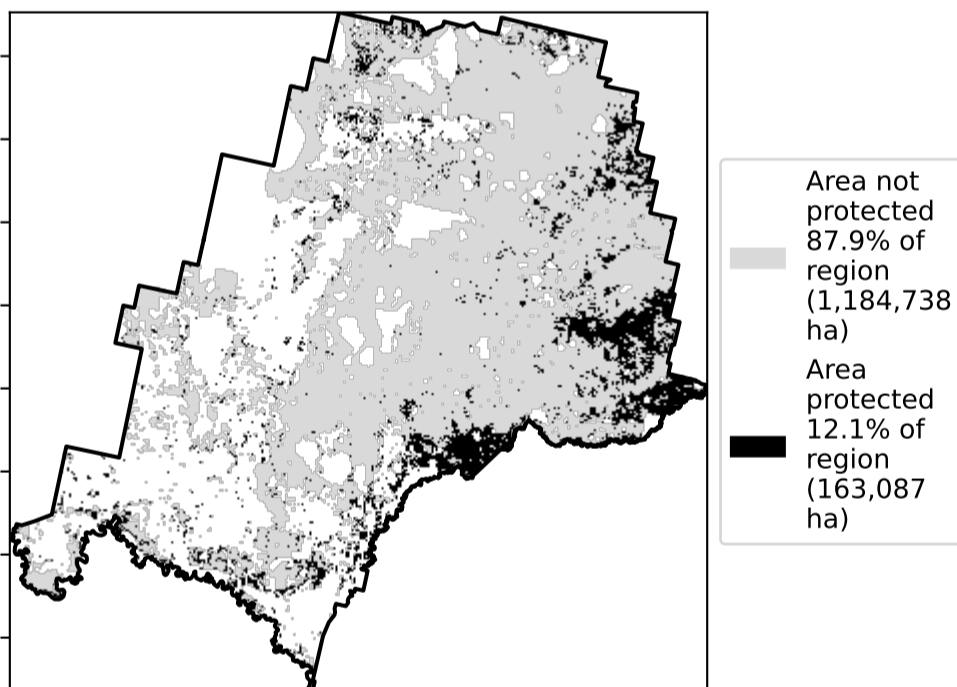 Area not
protected
87.9% of
region
(1,184,738
ha)
Area
protected
12.1% of
region
(163,087
ha)